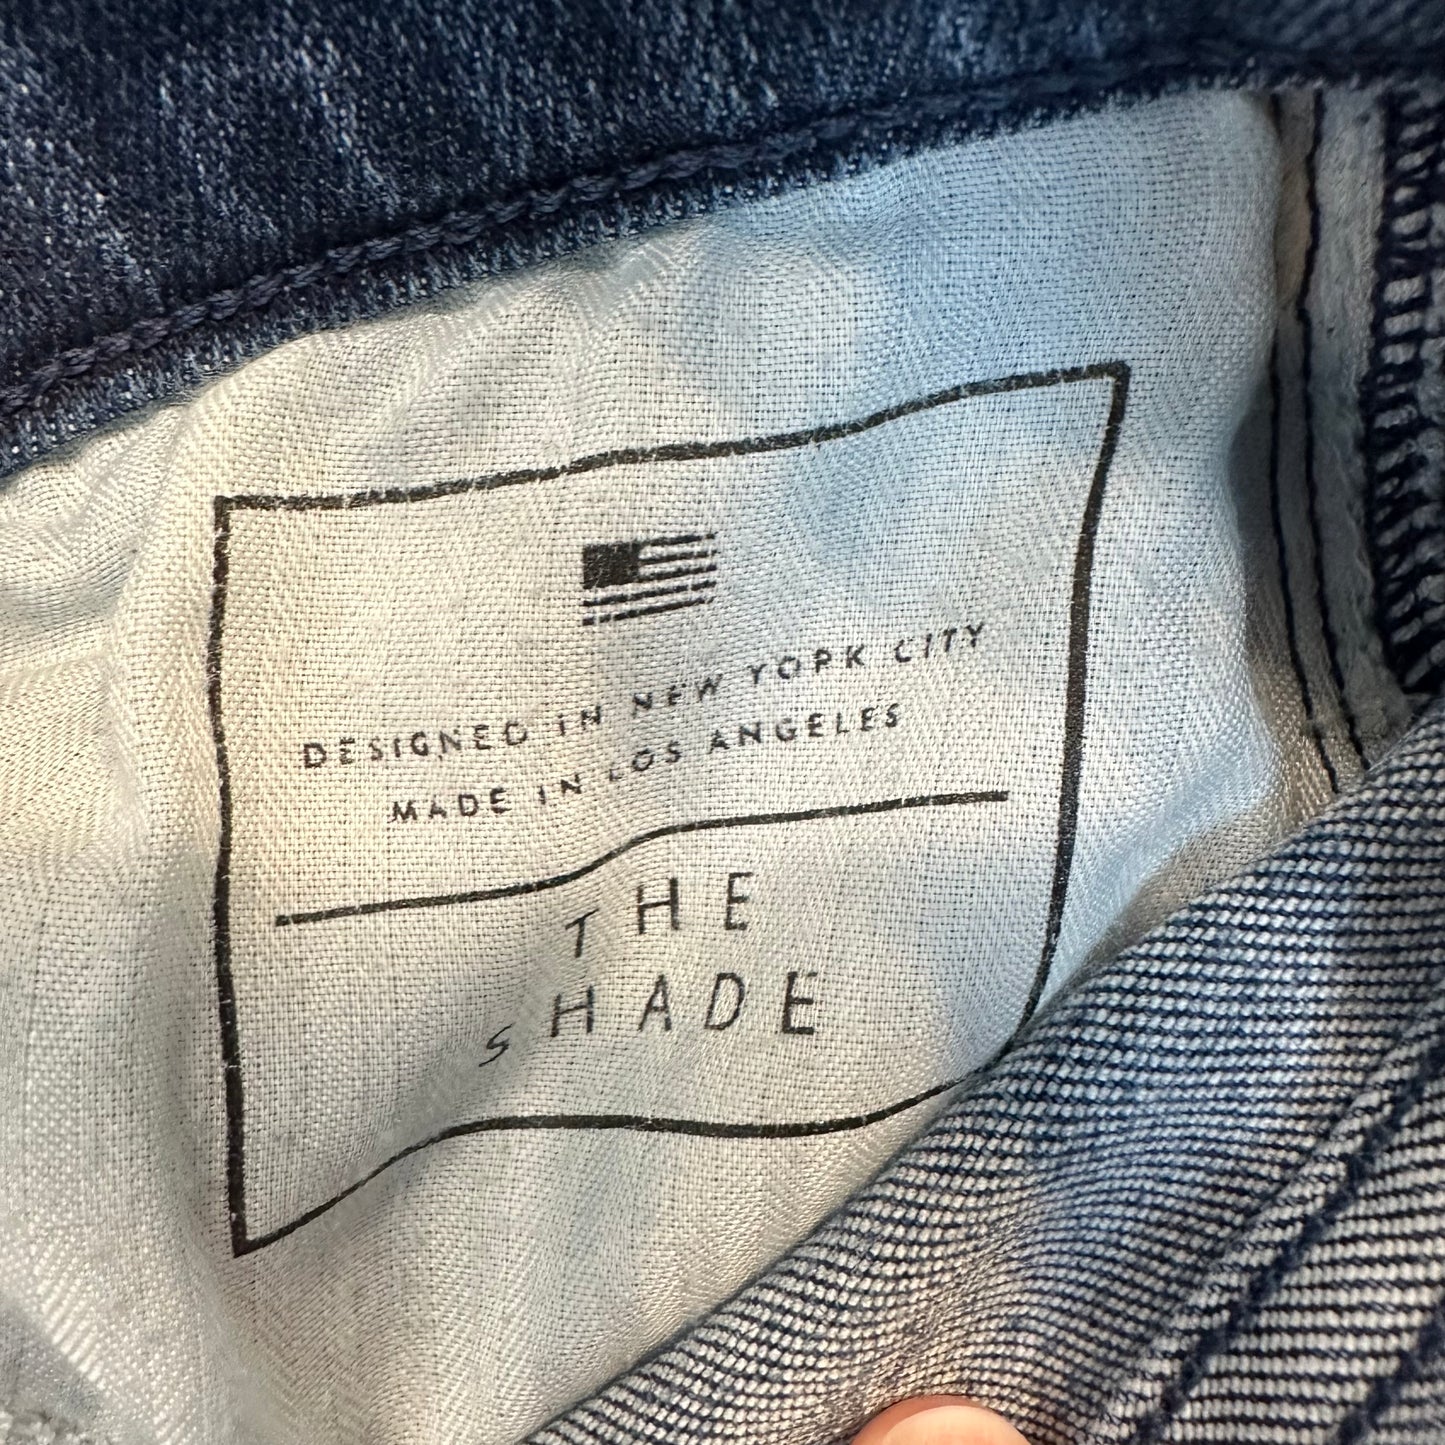 DESIGNED IN NEW YORK CITY
MADE IN LOS ANGELES
THE
SHADE